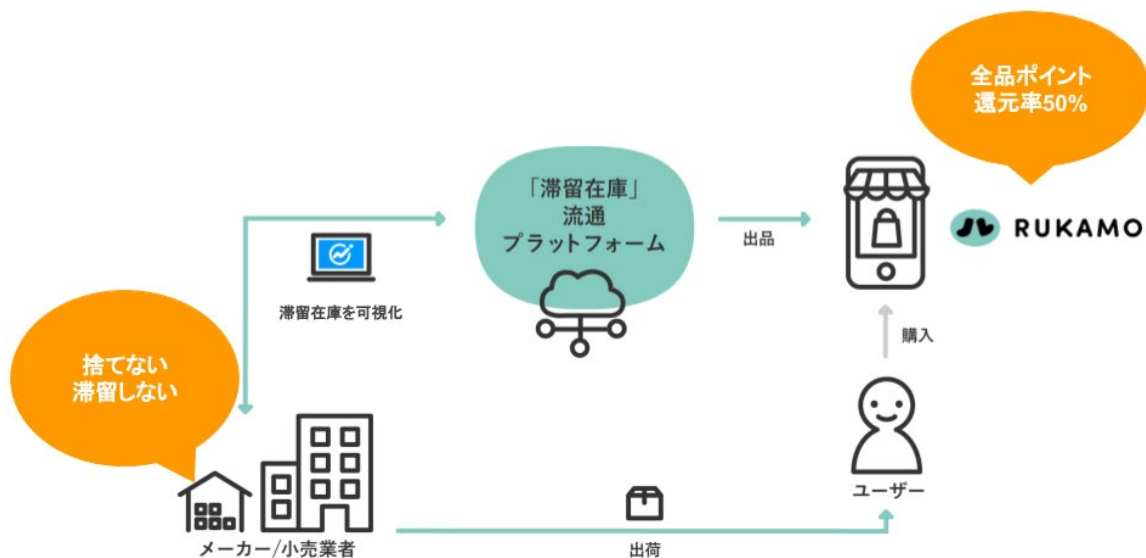 全品ポイント
還元率50%
「滞留在庫」
流通
プラットフォーム
出品
RUKAMO
滞留在庫を可視化
購入
捨てない
滞留しない
ユーザー
メーカー/小売業者
出荷